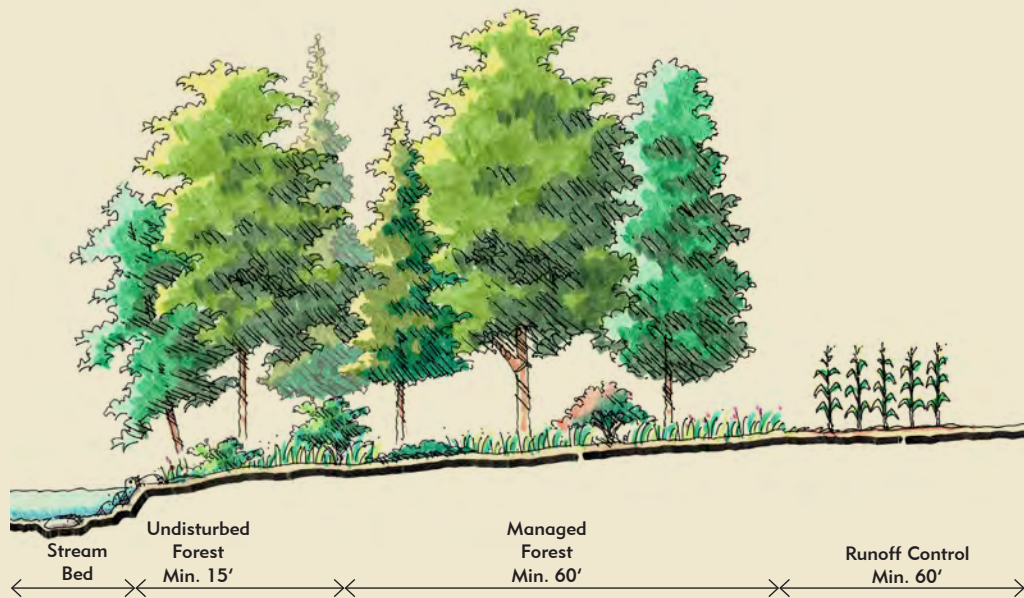 Stream
Bed
Undisturbed
Forest
Min. 15'
Managed
Forest
Min. 60'
Runoff Control
Min. 60'